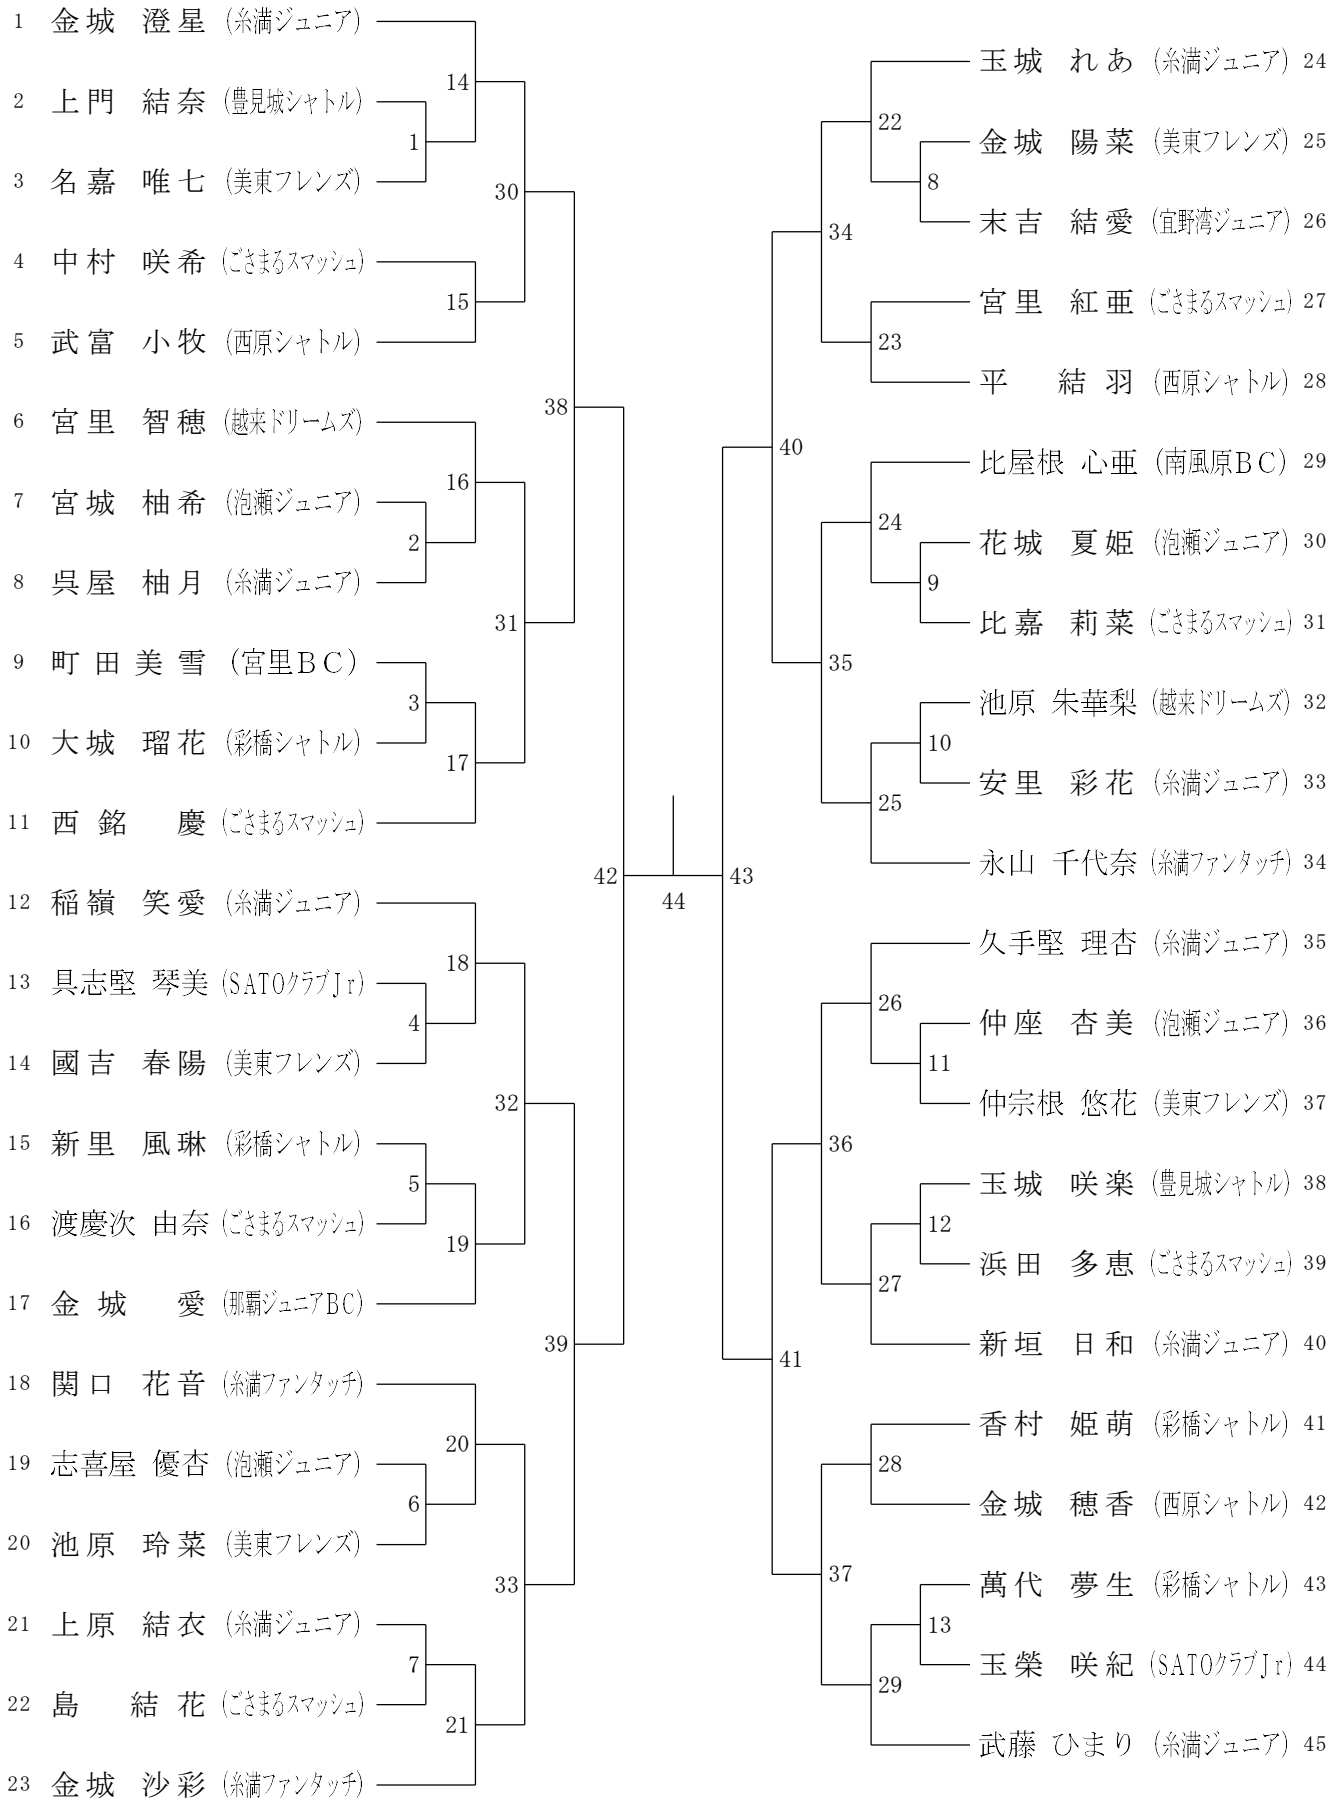 1 金城 澄星 (糸満ジュニア)
2 上門 結奈 (豊見城シャトル)
3 名嘉 唯七 (美東フレンズ)
4 中村 咲希 (ごさまるスマッシュ)
5 武富 小牧 (西原シャトル)
6 宮里 智穂 (越来ドリームズ)
7 宮城 柚希 (泡瀬ジュニア)
8 呉屋 柚月 (糸満ジュニア)
9 町田美雪 (宮里BC)
10 大城 瑠花 (彩橋シャトル)
11 西銘 慶 (ごさまるスマッシュ)
12 稲嶺 笑愛 (糸満ジュニア)
13 具志堅 琴美 (SATOクラブJr)
14 國吉 春陽 (美東フレンズ)
15 新里 風琳 (彩橋シャトル)
16 渡慶次 由奈 (ごさまるスマッシュ)
17 金城 愛 (那覇ジュニアBC)
18 関口 花音 (糸満ファンタッチ)
19 志喜屋 優杏 (泡瀬ジュニア)
20 池原 玲菜 (美東フレンズ)
21 上原 結衣 (糸満ジュニア)
22 島 結花 (ごさまるスマッシュ)
23 金城 沙彩 (糸満ファンタッチ)
1
2
3
4
5
6
7
14
15
16
17
18
19
20
21
30
31
32
33
38
39
42
44
43
40
41
34
35
36
37
22
23
24
25
26
27
28
29
8
9
10
11
12
13
玉城 れあ (糸満ジュニア) 24
金城 陽菜 (美東フレンズ) 25
末吉 結愛 (宜野湾ジュニア) 26
宮里 紅亜 (ごさまるスマッシュ) 27
平 結羽 (西原シャトル) 28
比屋根 心亜 (南風原BC) 29
花城 夏姫 (泡瀬ジュニア) 30
比嘉 莉菜 (ごさまるスマッシュ) 31
池原 朱華梨 (越来ドリームズ) 32
安里 彩花 (糸満ジュニア) 33
永山 千代奈 (糸満ファンタッチ) 34
久手堅 理杏 (糸満ジュニア) 35
仲座 杏美 (泡瀬ジュニア) 36
仲宗根 悠花 (美東フレンズ) 37
玉城 咲楽 (豊見城シャトル) 38
浜田 多恵 (ごさまるスマッシュ) 39
新垣 日和 (糸満ジュニア) 40
香村 姫萌 (彩橋シャトル) 41
金城 穂香 (西原シャトル) 42
萬代 夢生 (彩橋シャトル) 43
玉榮 咲紀 (SATOクラブJr) 44
武藤 ひまり (糸満ジュニア) 45